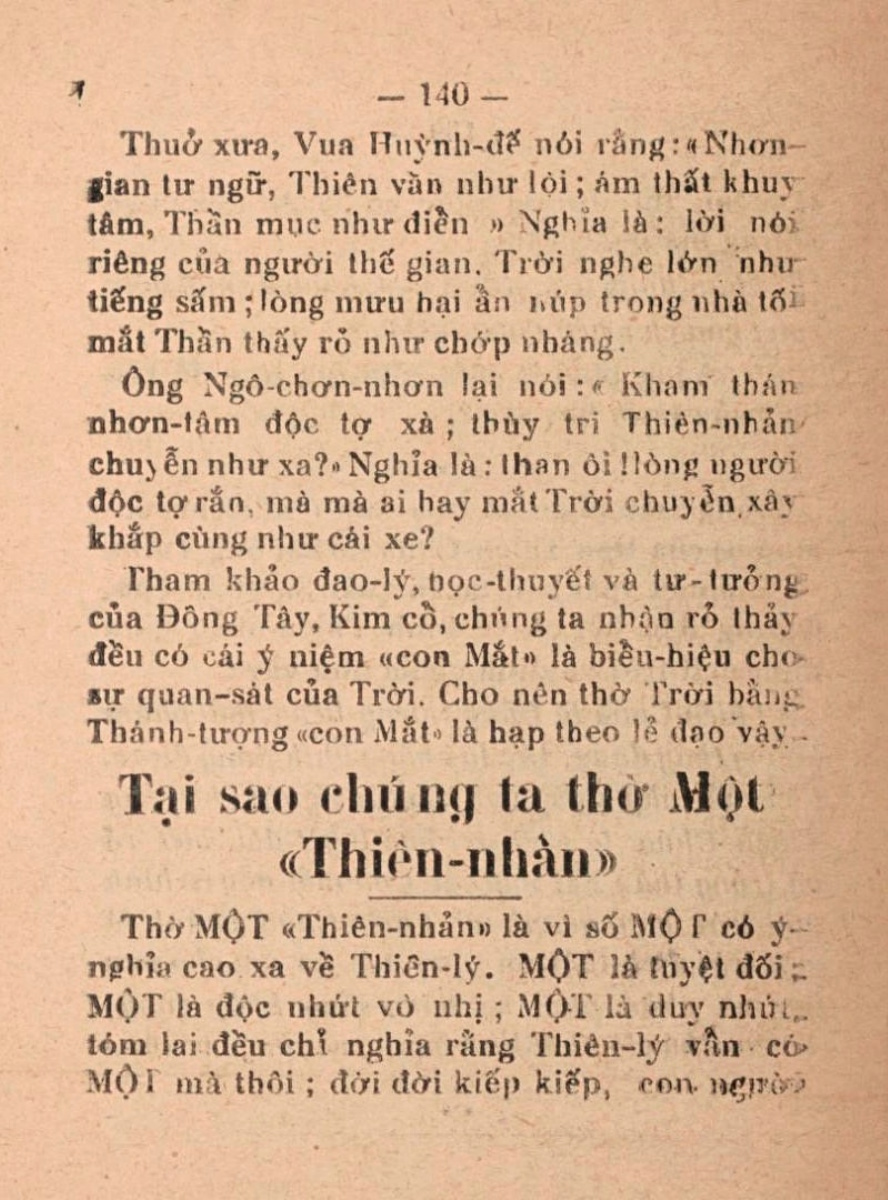 — 140 —
Thuở xưa, Vua Huỳnh-đế nói rằng:«Nhơn-
gian tư ngữ, Thiên văn như lôi ; ám thất khuy
tâm, Thần mục như điển » Nghĩa là : lời nói
riêng của người thế gian. Trời nghe lớn như
tiếng sấm ; lòng mưu hại ẩn núp trong nhà tối
mắt Thần thấy rỏ như chớp nháng.
Ông Ngô-chơn-nhơn lại nói : « Kham thán
nhơn-tâm độc tợ xà ; thùy tri Thiên-nhản
chuyển như xa?» Nghĩa là : than ôi ! lòng người
độc tợ rắn, mà mà ai hay mắt Trời chuyển xây
khắp cùng như cái xe?
Tham khảo đao-lý, học-thuyết và tư-tưởng
của Đông Tây, Kim cổ, chúng ta nhận rỏ thảy
đều có cái ý niệm «con Mắt» là biểu-hiệu cho
sự quan-sát của Trời. Cho nên thờ Trời bằng
Thánh-tượng «con Mắt» là hạp theo lẻ đạo vậy.
Tại sao chúng ta thờ Một
«Thiên-nhản»
Thờ MỘT «Thiên-nhản» là vì số MỘT có ý-
nghĩa cao xa về Thiên-lý. MỘT là tuyệt đối ;
MỘT là độc nhứt vô nhị ; MỘT là duy nhứt,
tóm lai đều chỉ nghĩa rằng Thiên-lý vẫn có
MỘT mà thôi ; đời đời kiếp kiếp, con người